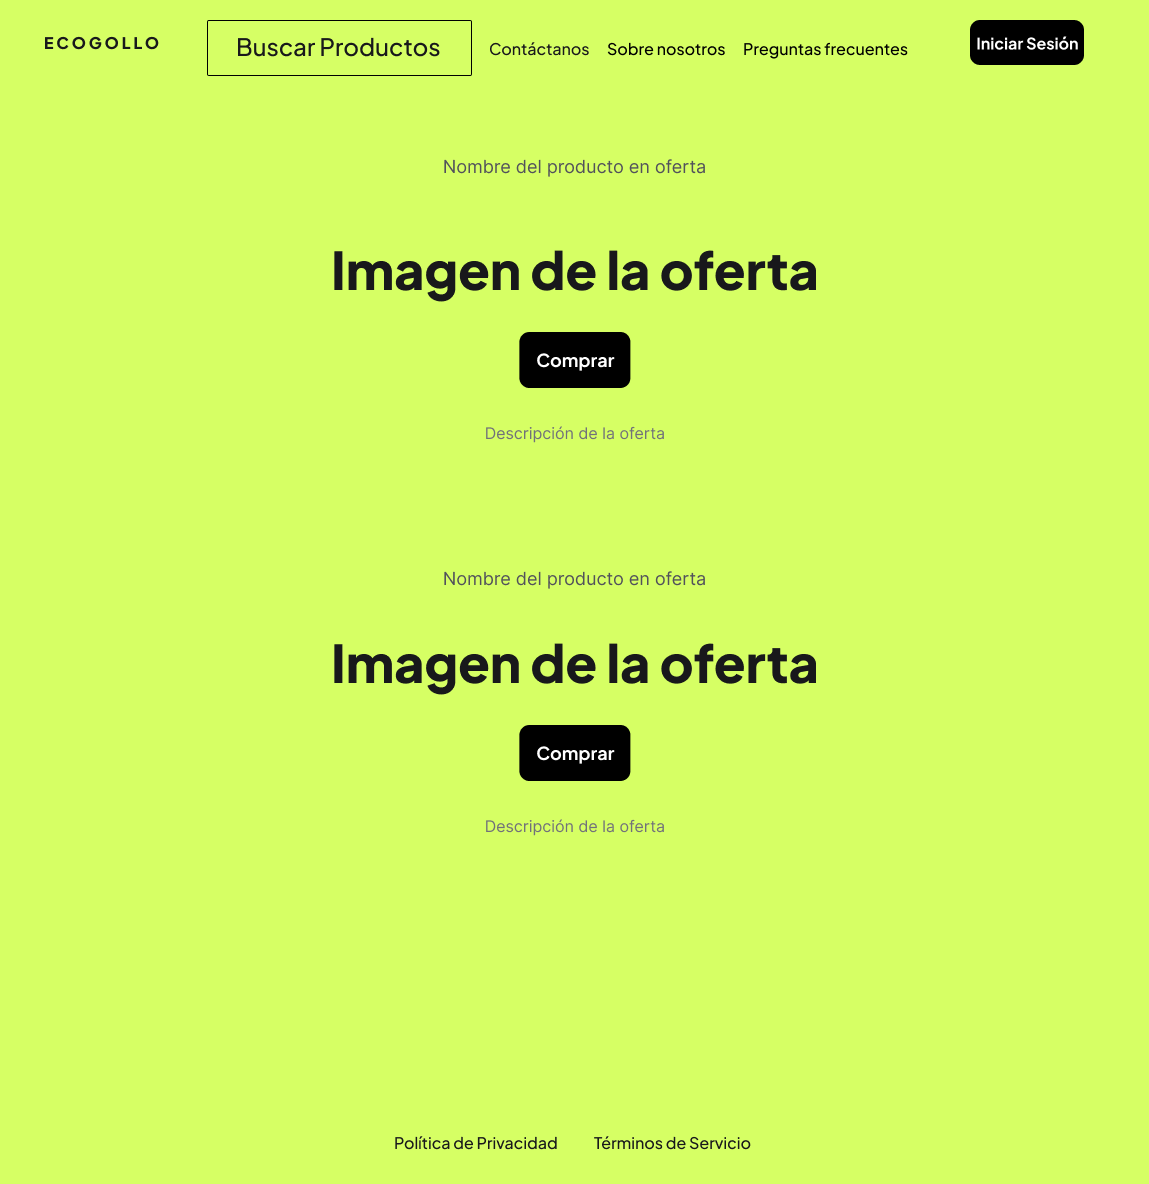 ECOGOLLO
Buscar Productos
Contáctanos
Sobre nosotros
Preguntas frecuentes
Iniciar Sesión
Nombre del producto en oferta
Imagen de la oferta
Comprar
Descripción de la oferta
Nombre del producto en oferta
Imagen de la oferta
Comprar
Descripción de la oferta
Política de Privacidad
Términos de Servicio